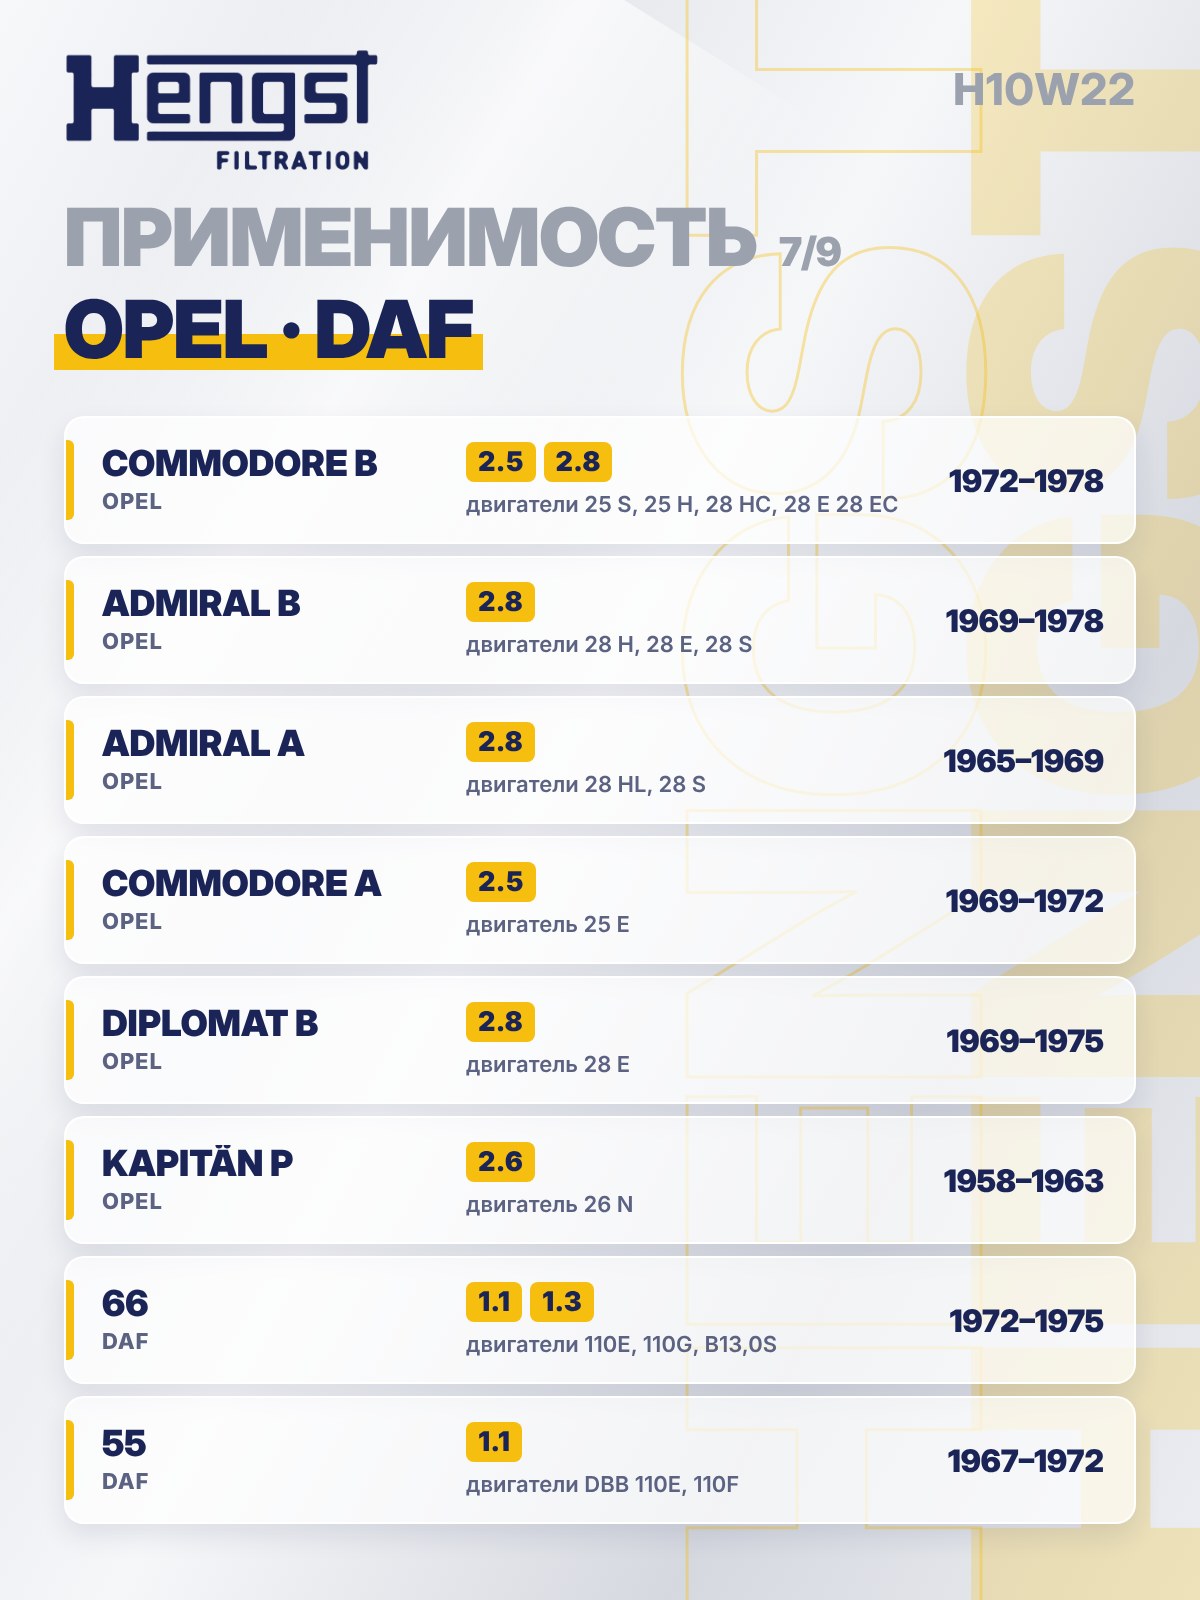 Hengst
FILTRATION
H10W22
ПРИМЕНИМОСТЬ 7/9
OPEL · DAF
COMMODORE B
OPEL
2.5 2.8
двигатели 25 S, 25 H, 28 HC, 28 E 28 EC
1972–1978
ADMIRAL B
OPEL
2.8
двигатели 28 H, 28 E, 28 S
1969–1978
ADMIRAL A
OPEL
2.8
двигатели 28 HL, 28 S
1965–1969
COMMODORE A
OPEL
2.5
двигатель 25 E
1969–1972
DIPLOMAT B
OPEL
2.8
двигатель 28 E
1969–1975
KAPITÄN P
OPEL
2.6
двигатель 26 N
1958–1963
66
DAF
1.1 1.3
двигатели 110E, 110G, B13,0S
1972–1975
55
DAF
1.1
двигатели DBB 110E, 110F
1967–1972
HENGST
HENGST